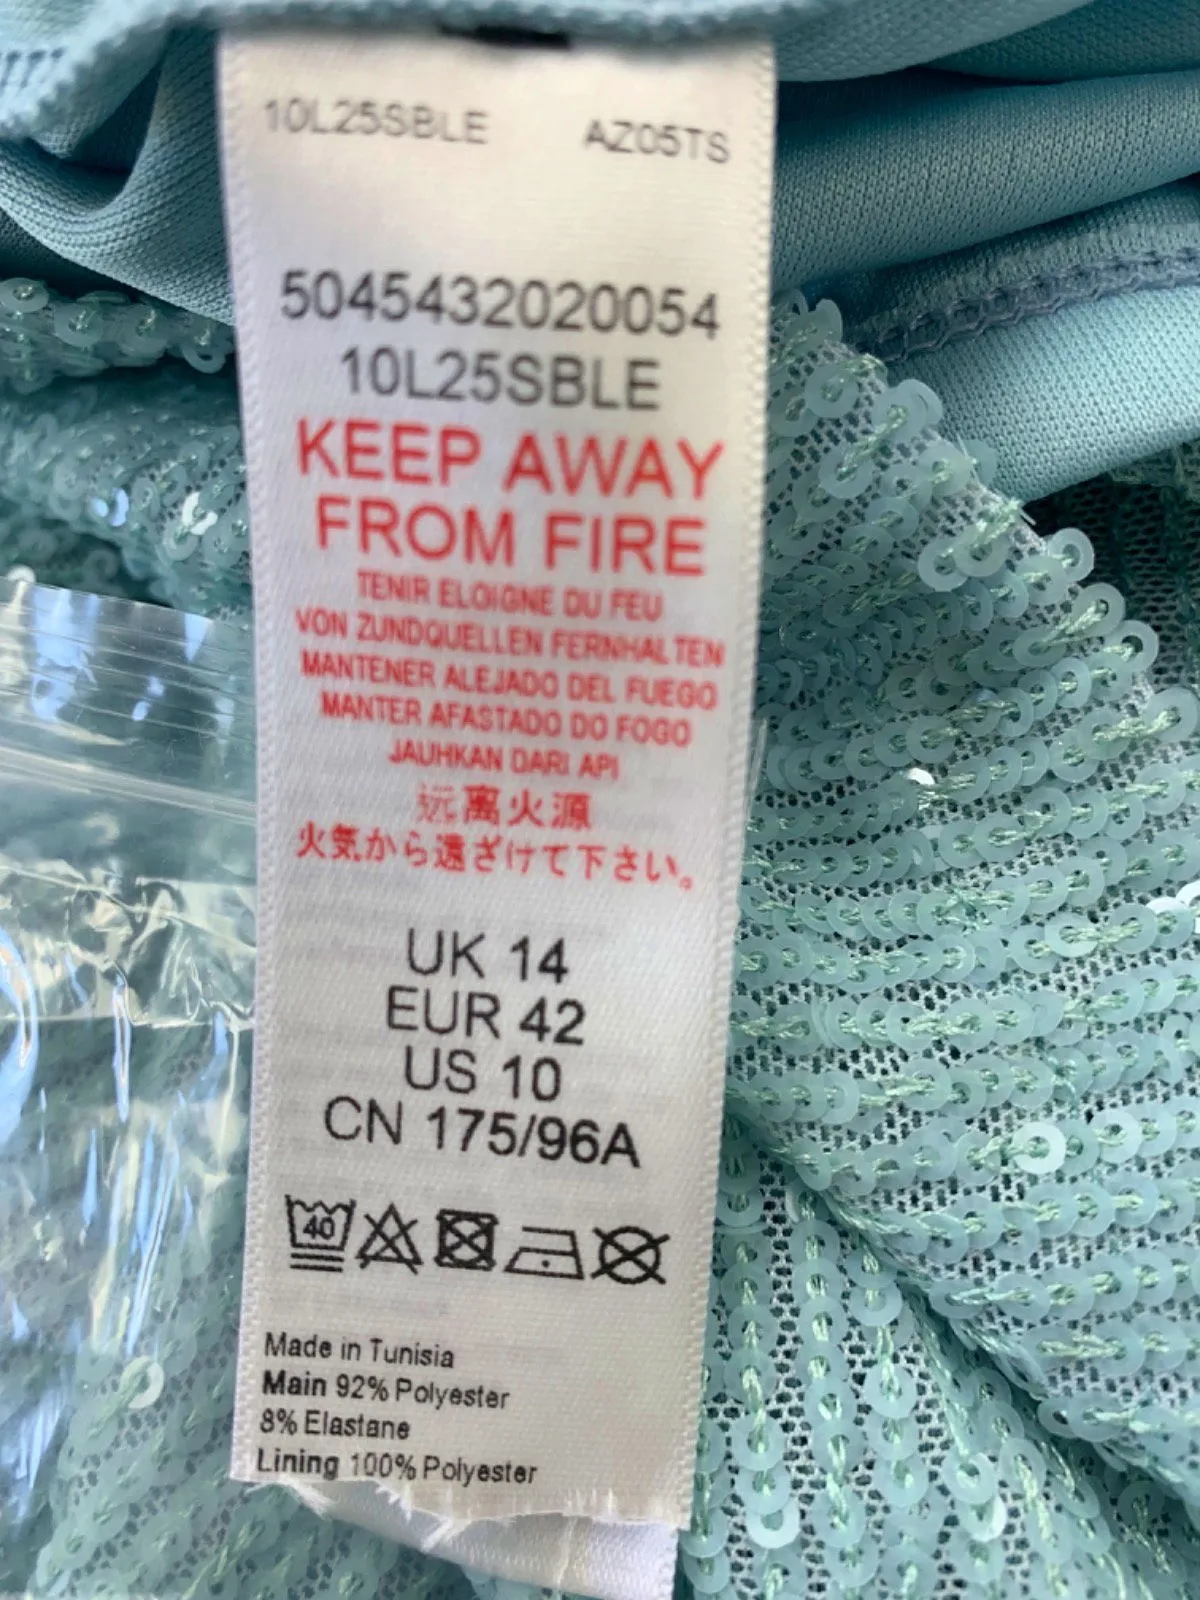 10L25SBLE AZ05TS
5045432020054
10L25SBLE
KEEP AWAY
FROM FIRE
TENIR ELOIGNE DU FEU
VON ZUNDQUELLEN FERNHALTEN
MANTENER ALEJADO DEL FUEGO
MANTER AFASTADO DO FOGO
JAUHKAN DARI API
远离火源
火気から遠ざけて下さい。
UK 14
EUR 42
US 10
CN 175/96A
40
Made in Tunisia
Main 92% Polyester
8% Elastane
Lining 100% Polyester